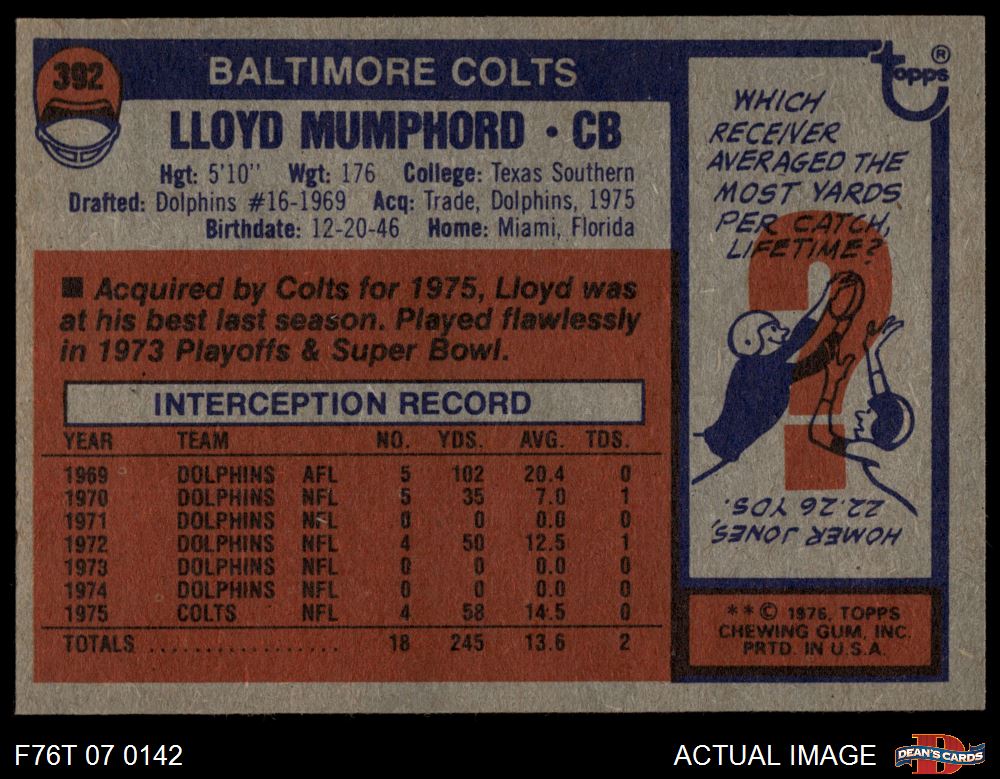 392
BALTIMORE COLTS
LLOYD MUMPHORD · CB
Hgt: 5'10" Wgt: 176 College: Texas Southern
Drafted: Dolphins #16-1969 Acq: Trade, Dolphins, 1975
Birthdate: 12-20-46 Home: Miami, Florida
■ Acquired by Colts for 1975, Lloyd was
at his best last season. Played flawlessly
in 1973 Playoffs & Super Bowl.
INTERCEPTION RECORD
YEAR TEAM NO. YDS. AVG. TDS.
1969 DOLPHINS AFL 5 102 20.4 0
1970 DOLPHINS NFL 5 35 7.0 1
1971 DOLPHINS NFL 0 0 0.0 0
1972 DOLPHINS NFL 4 50 12.5 1
1973 DOLPHINS NFL 0 0 0.0 0
1974 DOLPHINS NFL 0 0 0.0 0
1975 COLTS NFL 4 58 14.5 0
TOTALS ................. 18 245 13.6 2
topps ®
WHICH
RECEIVER
AVERAGED THE
MOST YARDS
PER CATCH,
LIFETIME?
?
HOMER JONES,
22.26 YDS.
** © 1976, TOPPS
CHEWING GUM, INC.
PRTD. IN U.S.A.
F76T 07 0142
ACTUAL IMAGE
D
DEAN'S CARDS